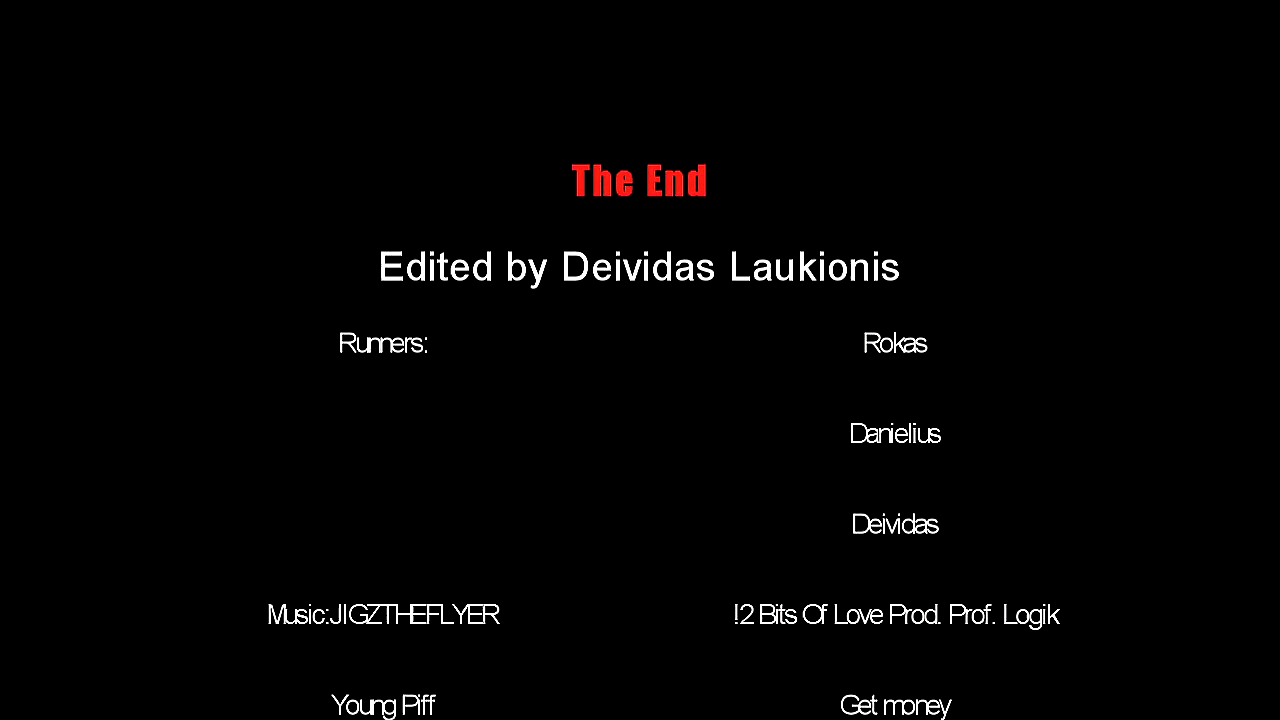 The End
Edited by Deividas Laukionis
Runners: Rokas
Danielius
Deividas
Music:JIGZTHEFLYER !2 Bits Of Love Prod. Prof. Logik
Young Piff Get money